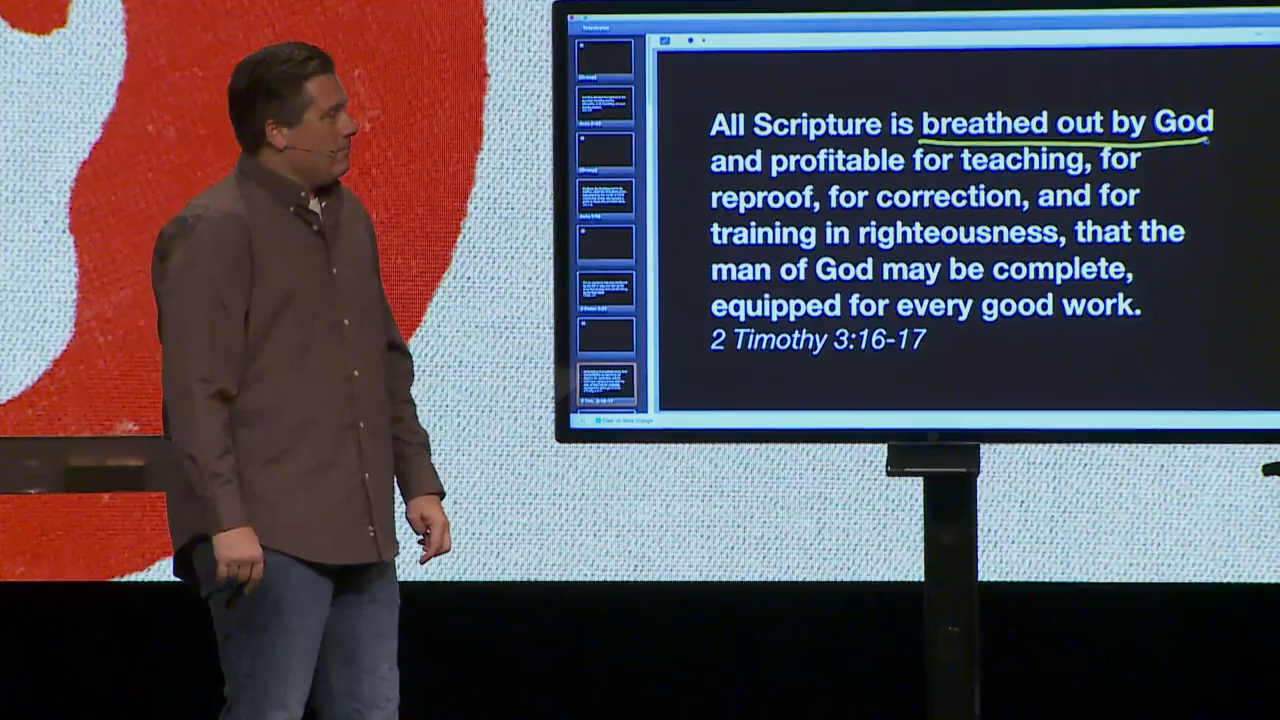 All Scripture is breathed out by God
and profitable for teaching, for
reproof, for correction, and for
training in righteousness, that the
man of God may be complete,
equipped for every good work.
2 Timothy 3:16-17
[Group]
[Group]